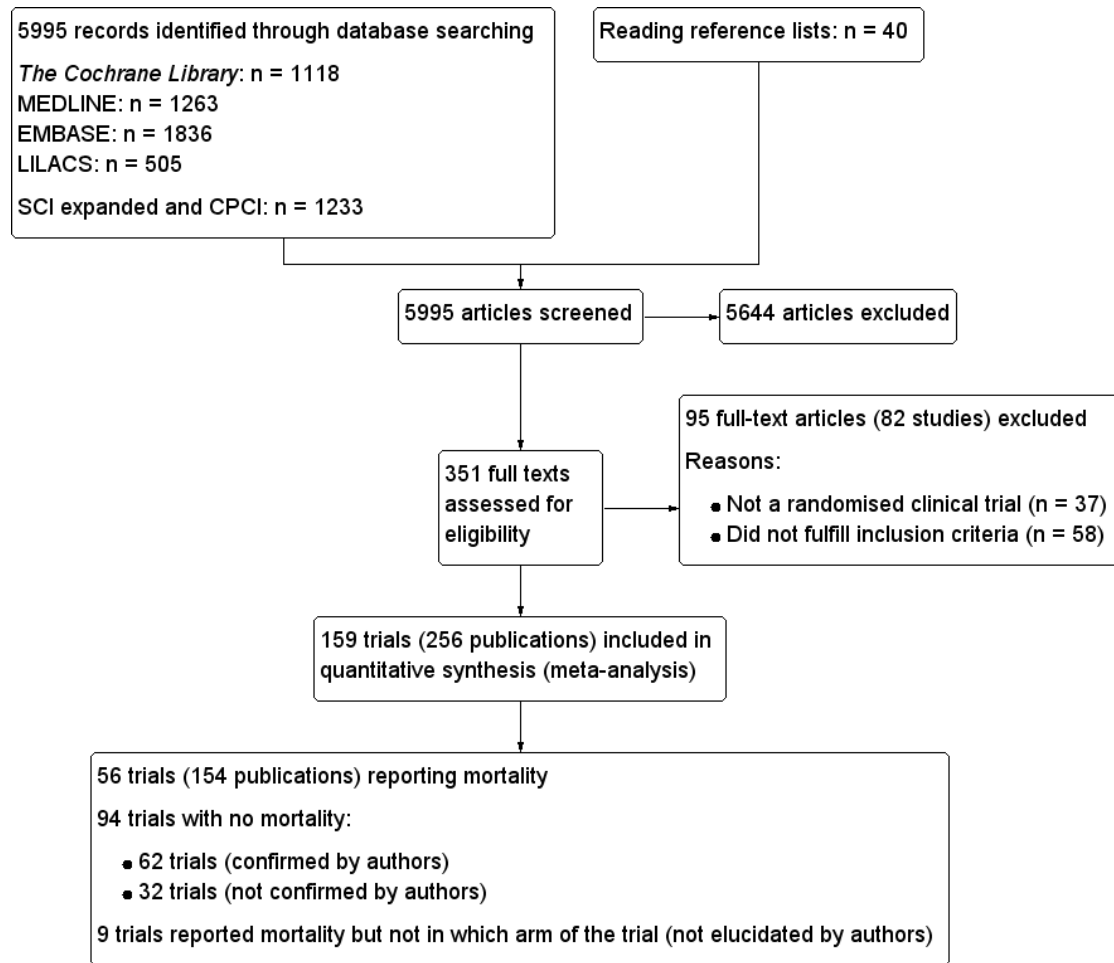 5995 records identified through database searching
The Cochrane Library: n = 1118
MEDLINE: n = 1263
EMBASE: n = 1836
LILACS: n = 505
SCI expanded and CPCI: n = 1233
Reading reference lists: n = 40
5995 articles screened
5644 articles excluded
351 full texts
assessed for
eligibility
95 full-text articles (82 studies) excluded
Reasons:
● Not a randomised clinical trial (n = 37)
● Did not fulfill inclusion criteria (n = 58)
159 trials (256 publications) included in
quantitative synthesis (meta-analysis)
56 trials (154 publications) reporting mortality
94 trials with no mortality:
● 62 trials (confirmed by authors)
● 32 trials (not confirmed by authors)
9 trials reported mortality but not in which arm of the trial (not elucidated by authors)